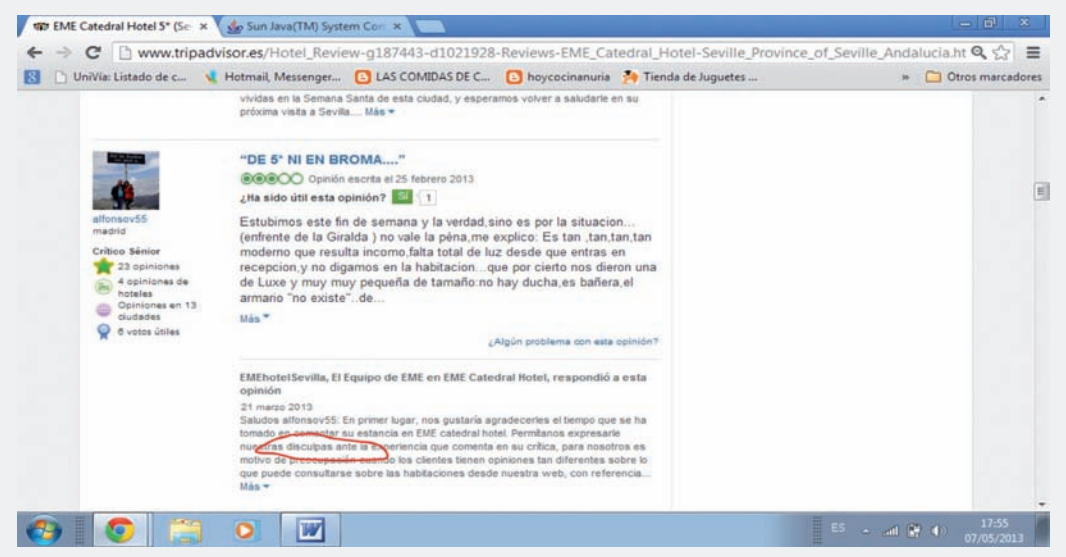 EME Catedral Hotel 5* (Se
Sun Java(TM) System Con
www.tripadvisor.es/Hotel_Review-g187443-d1021928-Reviews-EME_Catedral_Hotel-Seville_Province_of_Seville_Andalucia.ht
UniVia: Listado de c... Hotmail, Messenger... LAS COMIDAS DE C... hoycocinanuria Tienda de Juguetes ... » Otros marcadores
vividas en la Semana Santa de esta ciudad, y esperamos volver a saludarle en su
próxima visita a Sevilla.... Más
"DE 5* NI EN BROMA...."
Opinión escrita el 25 febrero 2013
¿Ha sido útil esta opinión? Sí 1
alfonsov55
madrid
Crítico Sénior
23 opiniones
4 opiniones de
hoteles
Opiniones en 13
ciudades
6 votos útiles
Estubimos este fin de semana y la verdad,sino es por la situacion...
(enfrente de la Giralda ) no vale la pèna,me explico: Es tan ,tan,tan,tan
moderno que resulta incomo,falta total de luz desde que entras en
recepcion,y no digamos en la habitacion...que por cierto nos dieron una
de Luxe y muy muy pequeña de tamaño:no hay ducha,es bañera,el
armario "no existe"..de...
Más
¿Algún problema con esta opinión?
EMEhotelSevilla, El Equipo de EME en EME Catedral Hotel, respondió a esta
opinión
21 marzo 2013
Saludos alfonsov55: En primer lugar, nos gustaría agradecerles el tiempo que se ha
tomado en comentar su estancia en EME catedral hotel. Permítanos expresarle
nuestras disculpas ante la experiencia que comenta en su crítica, para nosotros es
motivo de preocupación cuando los clientes tienen opiniones tan diferentes sobre lo
que puede consultarse sobre las habitaciones desde nuestra web, con referencia...
Más
ES
17:55
07/05/2013